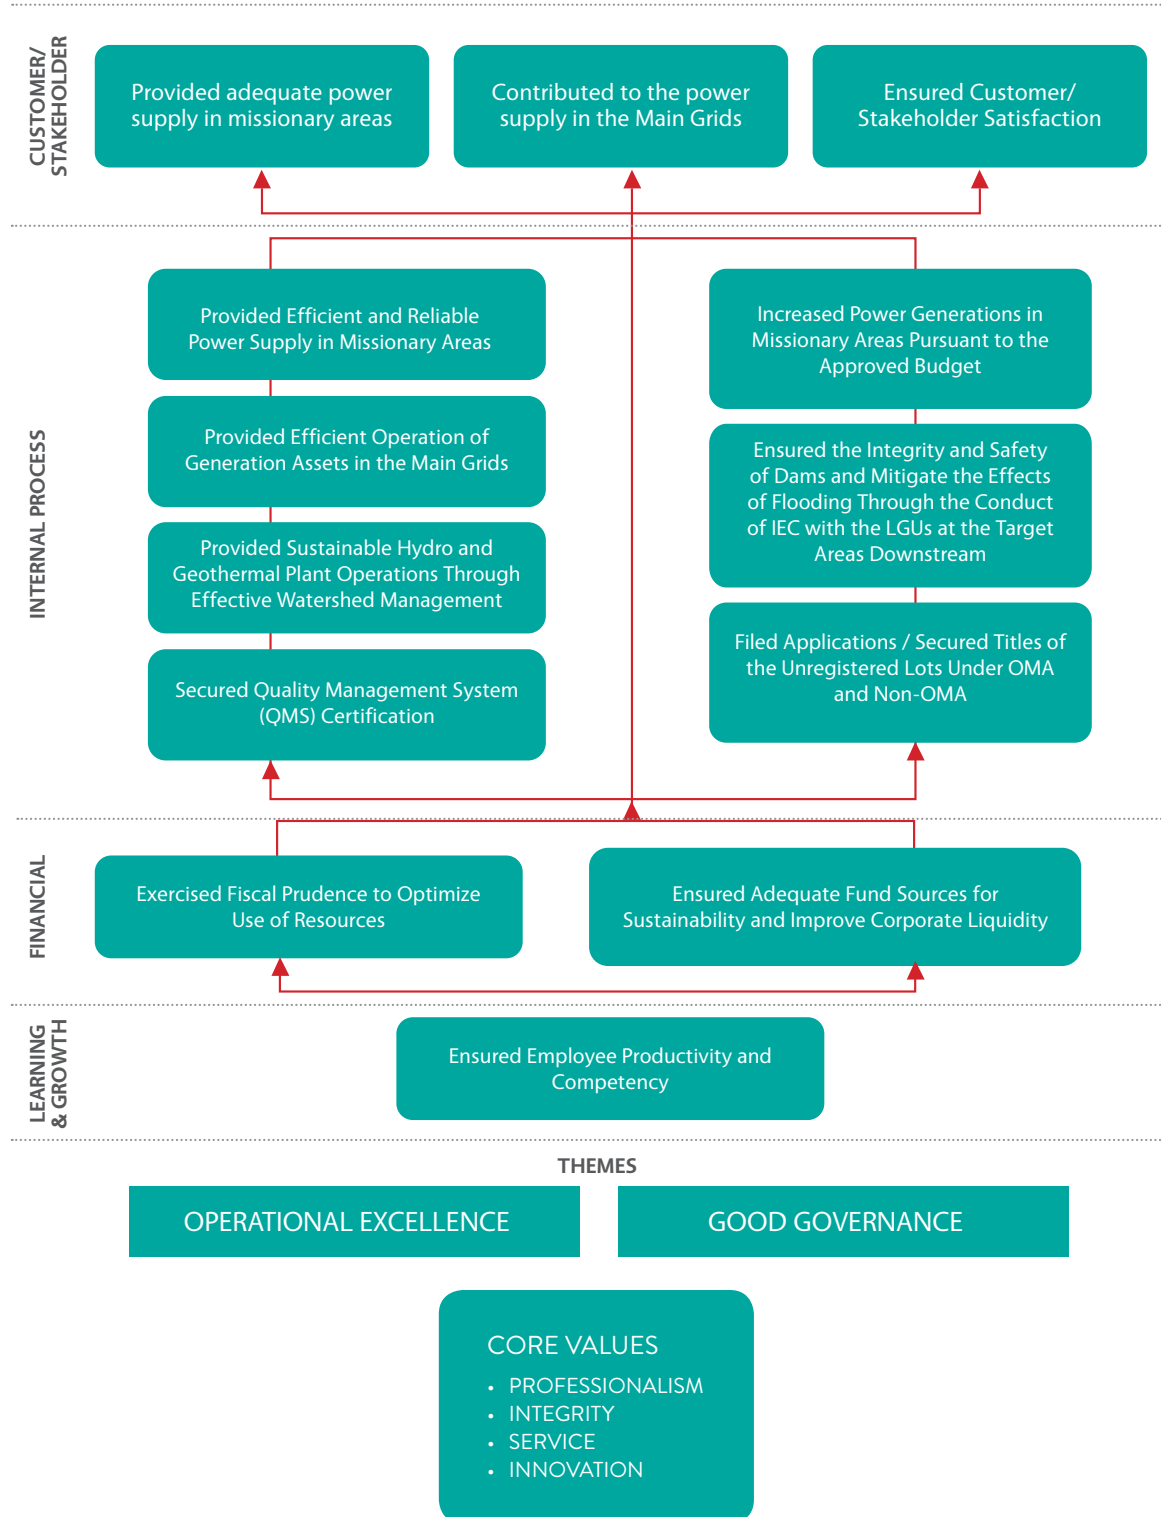 CUSTOMER/
STAKEHOLDER
Provided adequate power
supply in missionary areas
Contributed to the power
supply in the Main Grids
Ensured Customer/
Stakeholder Satisfaction
INTERNAL PROCESS
Provided Efficient and Reliable
Power Supply in Missionary Areas
Provided Efficient Operation of
Generation Assets in the Main Grids
Provided Sustainable Hydro and
Geothermal Plant Operations Through
Effective Watershed Management
Secured Quality Management System
(QMS) Certification
Increased Power Generations in
Missionary Areas Pursuant to the
Approved Budget
Ensured the Integrity and Safety
of Dams and Mitigate the Effects
of Flooding Through the Conduct
of IEC with the LGUs at the Target
Areas Downstream
Filed Applications / Secured Titles of
the Unregistered Lots Under OMA
and Non-OMA
FINANCIAL
Exercised Fiscal Prudence to Optimize
Use of Resources
Ensured Adequate Fund Sources for
Sustainability and Improve Corporate Liquidity
LEARNING
& GROWTH
Ensured Employee Productivity and
Competency
THEMES
OPERATIONAL EXCELLENCE
GOOD GOVERNANCE
CORE VALUES
• PROFESSIONALISM
• INTEGRITY
• SERVICE
• INNOVATION